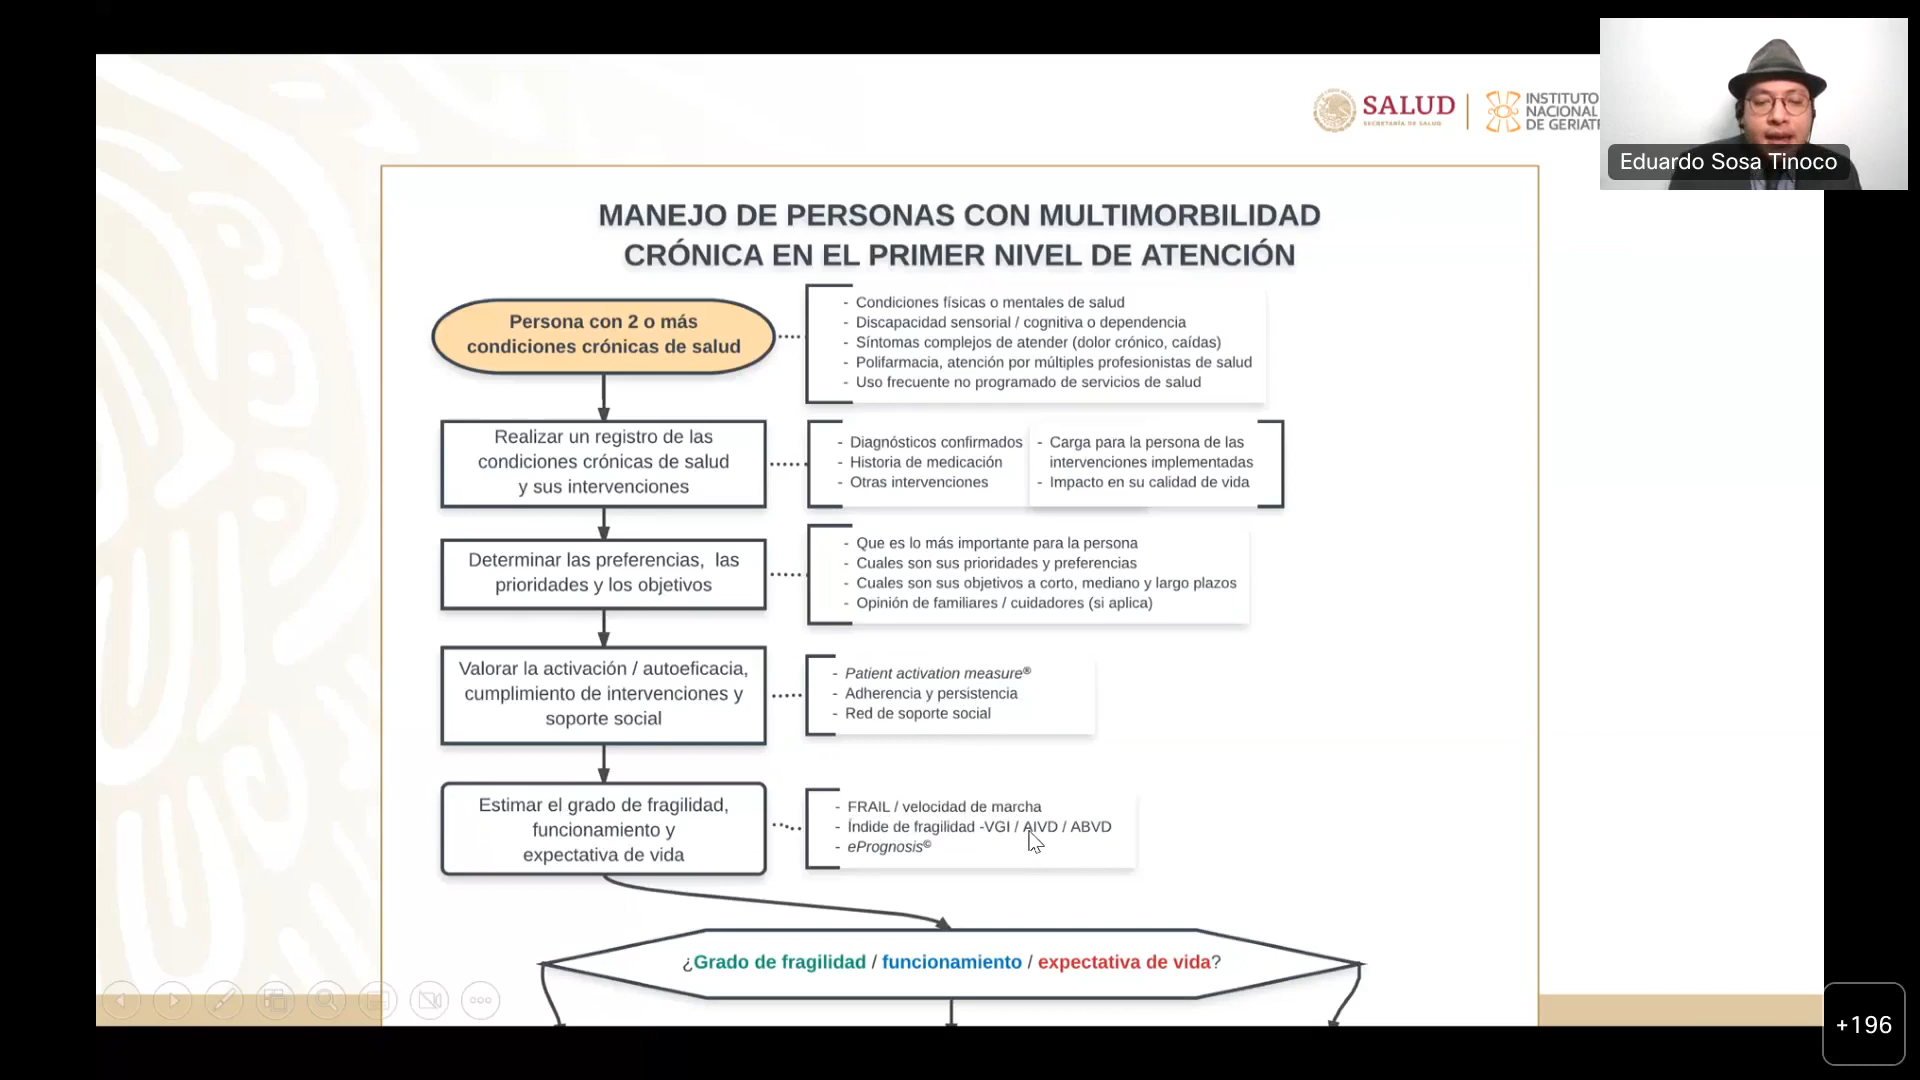 SALUD
SECRETARÍA DE SALUD
INSTITUTO
NACIONAL
DE GERIAT
Eduardo Sosa Tinoco
MANEJO DE PERSONAS CON MULTIMORBILIDAD
CRÓNICA EN EL PRIMER NIVEL DE ATENCIÓN
Persona con 2 o más
condiciones crónicas de salud
- Condiciones físicas o mentales de salud
- Discapacidad sensorial / cognitiva o dependencia
- Síntomas complejos de atender (dolor crónico, caídas)
- Polifarmacia, atención por múltiples profesionistas de salud
- Uso frecuente no programado de servicios de salud
Realizar un registro de las
condiciones crónicas de salud
y sus intervenciones
- Diagnósticos confirmados
- Historia de medicación
- Otras intervenciones
- Carga para la persona de las
intervenciones implementadas
- Impacto en su calidad de vida
Determinar las preferencias, las
prioridades y los objetivos
- Que es lo más importante para la persona
- Cuales son sus prioridades y preferencias
- Cuales son sus objetivos a corto, mediano y largo plazos
- Opinión de familiares / cuidadores (si aplica)
Valorar la activación / autoeficacia,
cumplimiento de intervenciones y
soporte social
- Patient activation measure®
- Adherencia y persistencia
- Red de soporte social
Estimar el grado de fragilidad,
funcionamiento y
expectativa de vida
- FRAIL / velocidad de marcha
- Índide de fragilidad -VGI / AIVD / ABVD
- ePrognosis©
¿Grado de fragilidad / funcionamiento / expectativa de vida?
+196